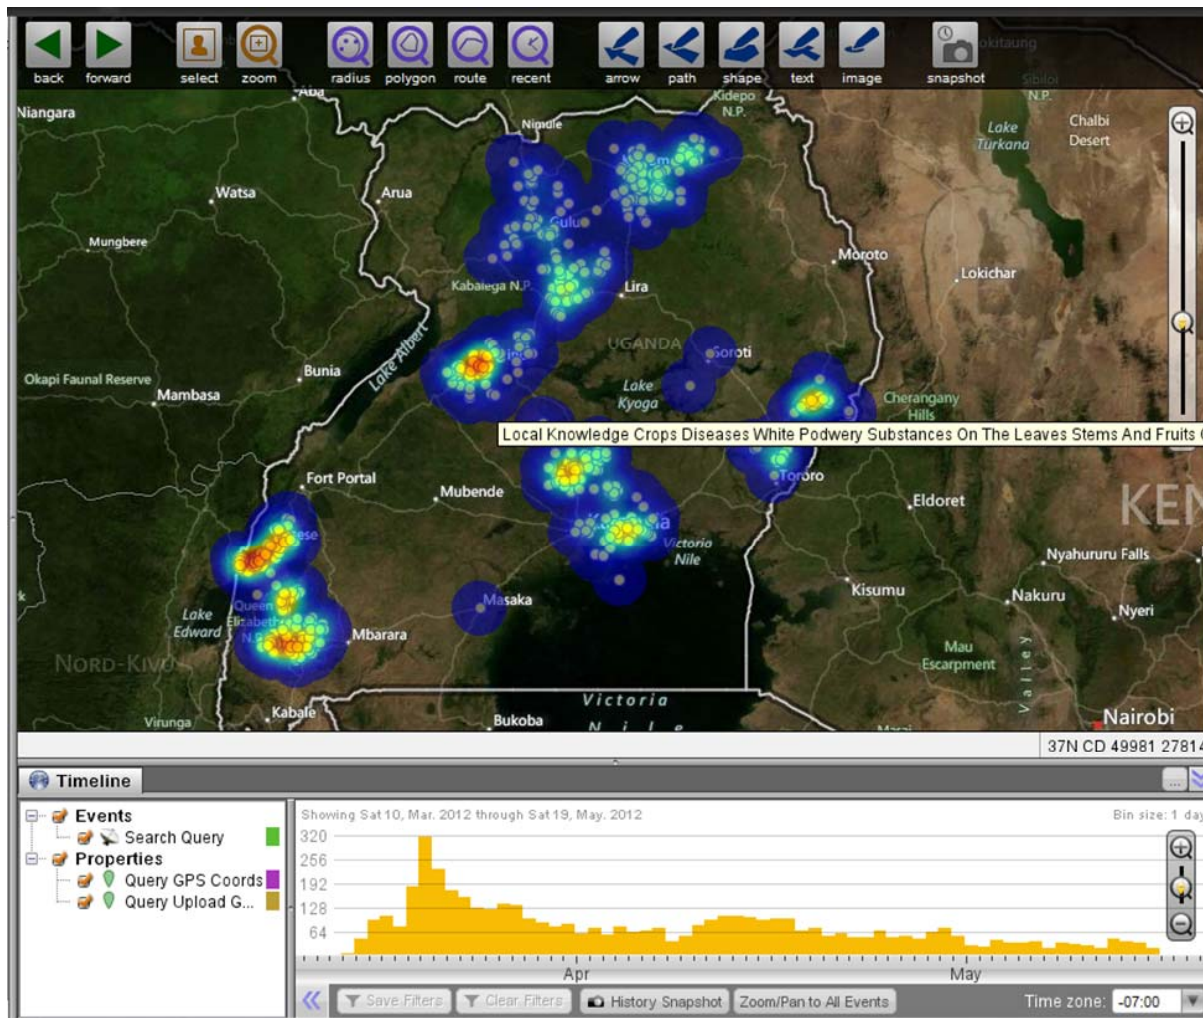 back forward select zoom radius polygon route recent arrow path shape text image snapshot
Aba
Niangara
Nimule
Kidepo
N.P.
Sibiloi
N.P.
Lake
Turkana
Chalbi
Desert
Watsa
Arua
Mungbere
Gulu
Moroto
Lokichar
Kabalega N.P.
Lira
Lake Albert
UGANDA
Soroti
Bunia
Okapi Faunal Reserve
Mambasa
Lake
Kyoga
Cherangany
Hills
Local Knowledge Crops Diseases White Podwery Substances On The Leaves Stems And Fruits
Fort Portal
Mubende
Tororo
Eldoret
Victoria
Nile
Nyahururu Falls
Masaka
Kisumu
Nakuru
Nyeri
Lake
Edward
Queen
Elizabeth
N.P.
Mbarara
Mau
Escarpment
Valley
NORD-KIVU
Virunga
Kabale
Bukoba
Victoria
Nile
Nairobi
37N CD 49981 27814
Timeline
...
Events
Search Query
Properties
Query GPS Coords
Query Upload G...
Showing Sat 10, Mar. 2012 through Sat 19, May. 2012
Bin size: 1 day
320
256
192
128
64
Apr
May
Save Filters
Clear Filters
History Snapshot
Zoom/Pan to All Events
Time zone: -07:00